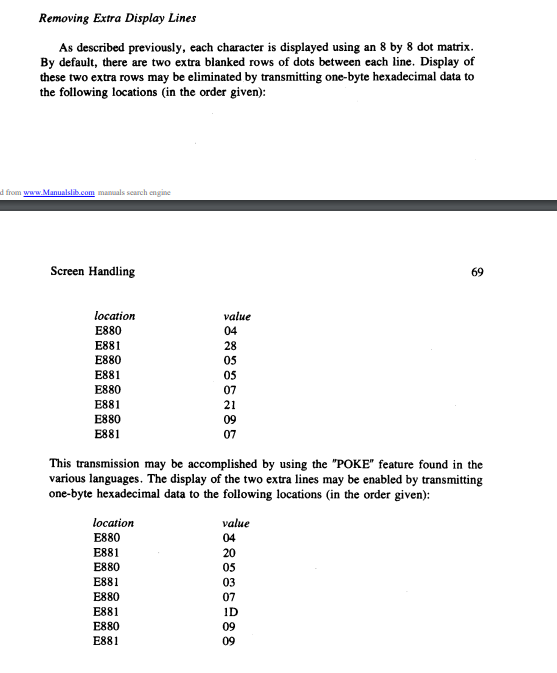 Removing Extra Display Lines
As described previously, each character is displayed using an 8 by 8 dot matrix.
By default, there are two extra blanked rows of dots between each line. Display of
these two extra rows may be eliminated by transmitting one-byte hexadecimal data to
the following locations (in the order given):
d from www.Manualslib.com manuals search engine
Screen Handling 69
location value
E880 04
E881 28
E880 05
E881 05
E880 07
E881 21
E880 09
E881 07
This transmission may be accomplished by using the "POKE" feature found in the
various languages. The display of the two extra lines may be enabled by transmitting
one-byte hexadecimal data to the following locations (in the order given):
location value
E880 04
E881 20
E880 05
E881 03
E880 07
E881 1D
E880 09
E881 09